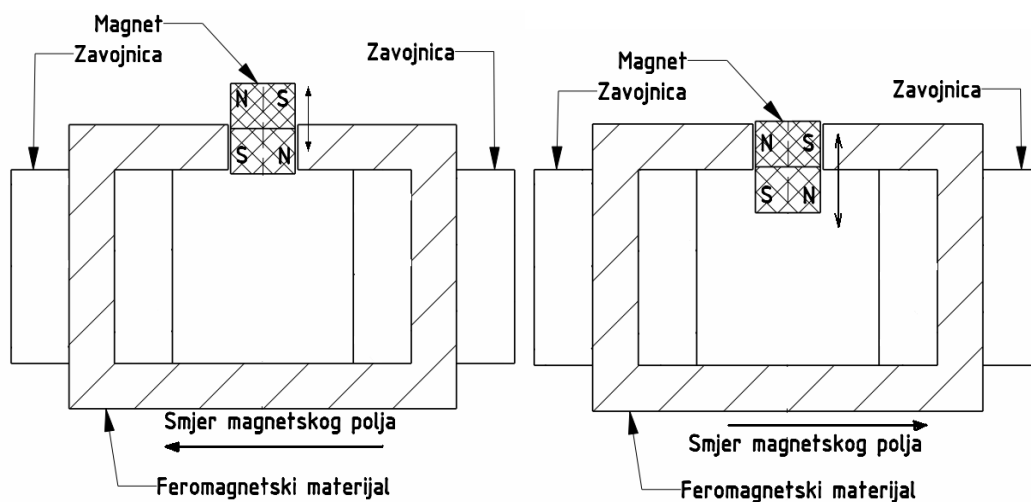 Magnet
Zavojnica
Zavojnica
N S
S N
Smjer magnetskog polja
Feromagnetski materijal
Magnet
Zavojnica
Zavojnica
N S
S N
Smjer magnetskog polja
Feromagnetski materijal